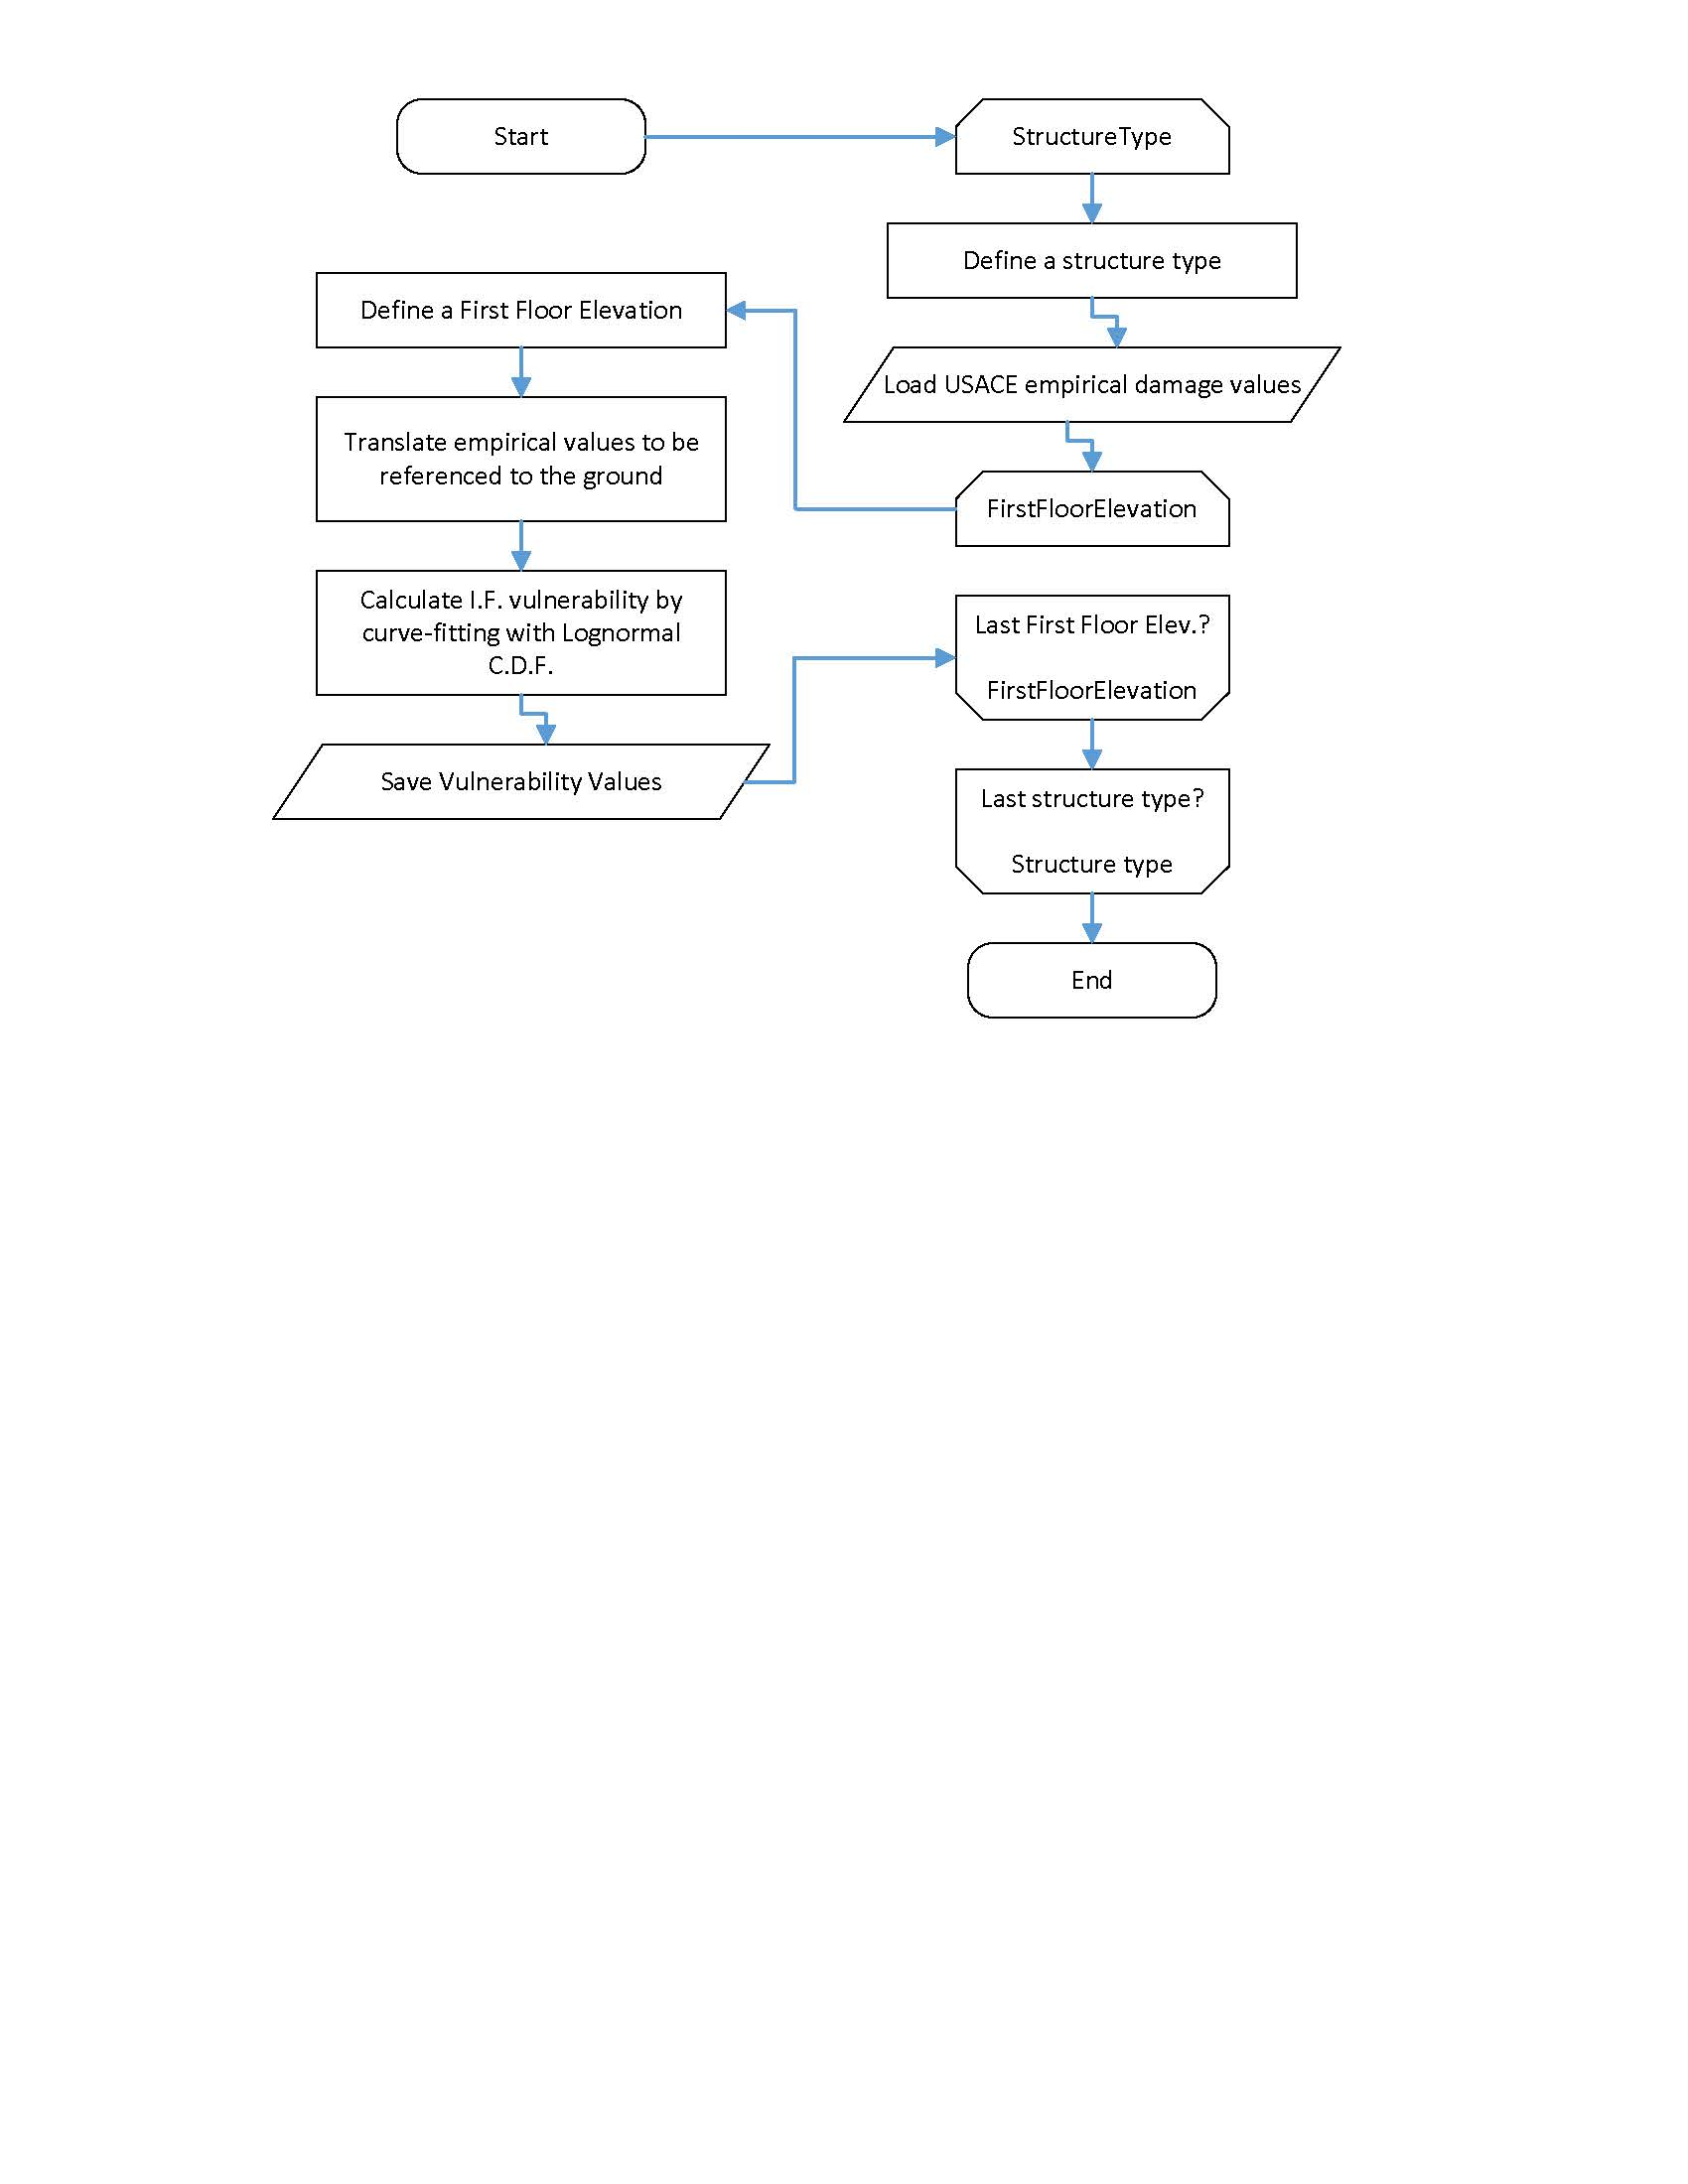 Start
StructureType
Define a structure type
Load USACE empirical damage values
FirstFloorElevation
Define a First Floor Elevation
Translate empirical values to be
referenced to the ground
Calculate I.F. vulnerability by
curve-fitting with Lognormal
C.D.F.
Save Vulnerability Values
Last First Floor Elev.?
FirstFloorElevation
Last structure type?
Structure type
End